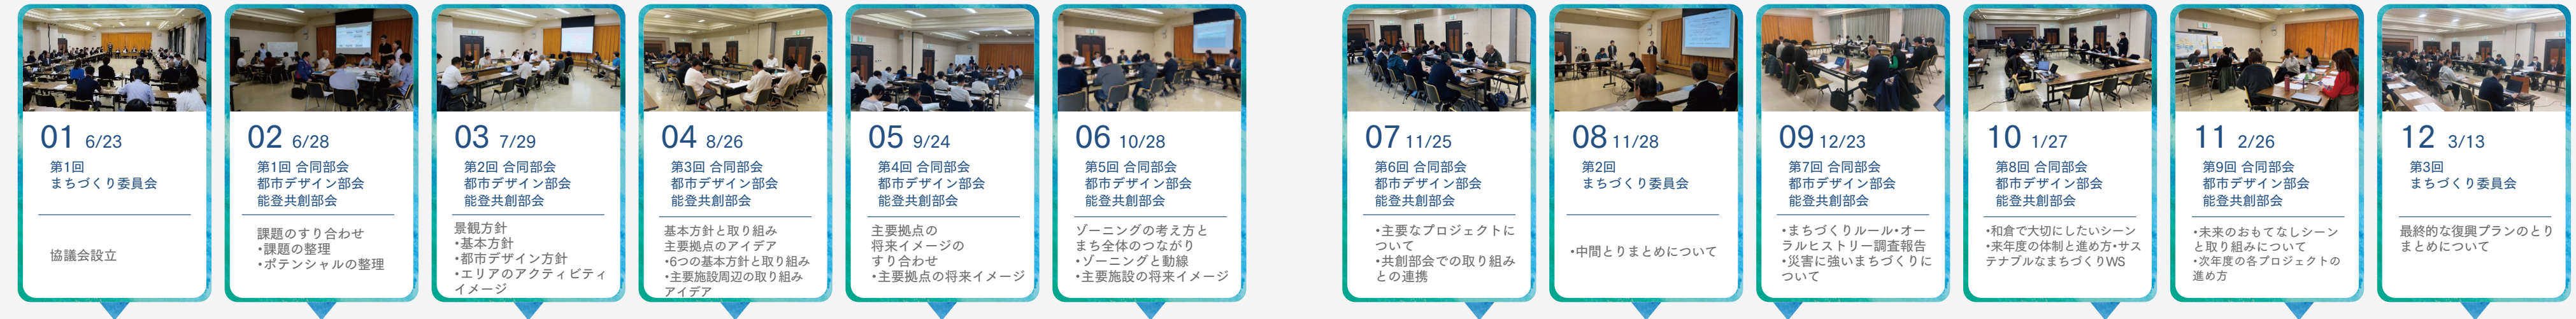 01 6/23
第1回
まちづくり委員会
協議会設立
02 6/28
第1回 合同部会
都市デザイン部会
能登共創部会
課題のすり合わせ
・課題の整理
・ポテンシャルの整理
03 7/29
第2回 合同部会
都市デザイン部会
能登共創部会
景観方針
・基本方針
・都市デザイン方針
・エリアのアクティビティ
イメージ
04 8/26
第3回 合同部会
都市デザイン部会
能登共創部会
基本方針と取り組み
主要拠点のアイデア
・6つの基本方針と取り組み
・主要施設周辺の取り組み
アイデア
05 9/24
第4回 合同部会
都市デザイン部会
能登共創部会
主要拠点の
将来イメージの
すり合わせ
・主要拠点の将来イメージ
06 10/28
第5回 合同部会
都市デザイン部会
能登共創部会
ゾーニングの考え方と
まち全体のつながり
・ゾーニングと動線
・主要施設の将来イメージ
07 11/25
第6回 合同部会
都市デザイン部会
能登共創部会
・主要なプロジェクトに
ついて
・共創部会での取り組み
との連携
08 11/28
第2回
まちづくり委員会
・中間とりまとめについて
09 12/23
第7回 合同部会
都市デザイン部会
能登共創部会
・まちづくりルール・オー
ラルヒストリー調査報告
・災害に強いまちづくりに
ついて
10 1/27
第8回 合同部会
都市デザイン部会
能登共創部会
・和倉で大切にしたいシーン
・来年度の体制と進め方・サス
テナブルなまちづくりWS
11 2/26
第9回 合同部会
都市デザイン部会
能登共創部会
・未来のおもてなしシーン
と取り組みについて
・次年度の各プロジェクトの
進め方
12 3/13
第3回
まちづくり委員会
最終的な復興プランのとり
まとめについて